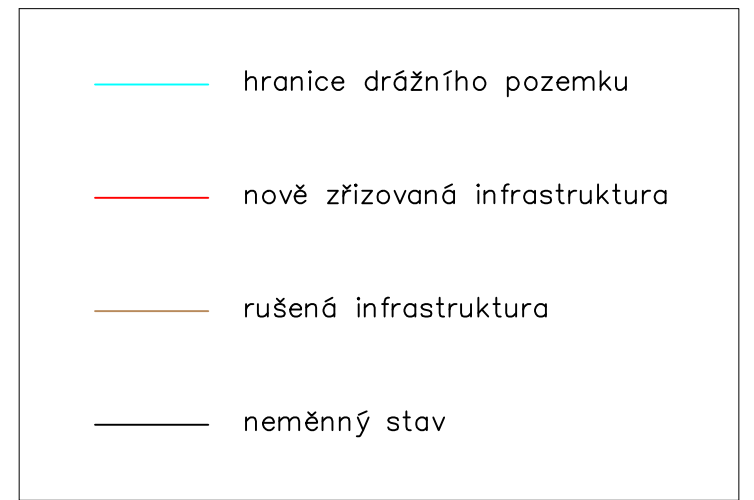 hranice drážního pozemku
nově zřizovaná infrastruktura
rušená infrastruktura
neměnný stav